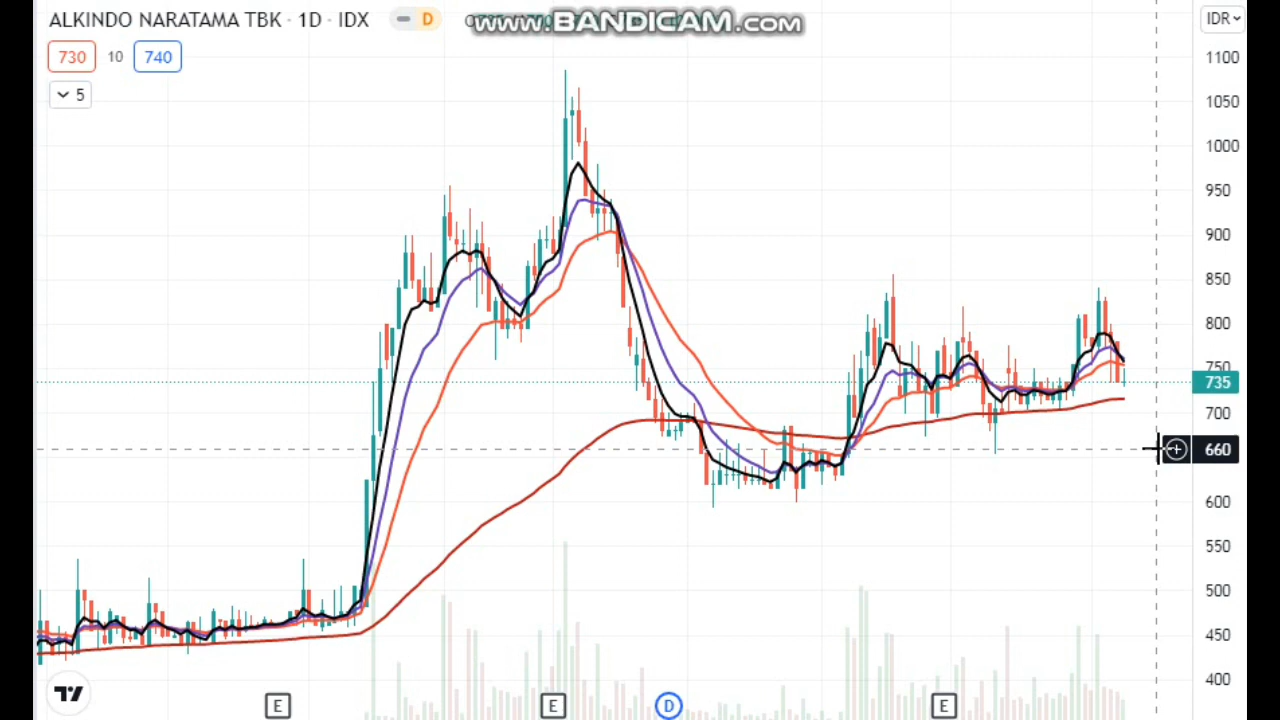 ALKINDO NARATAMA TBK · 1D · IDX
D
www.BANDICAM.com
IDR
730 10 740
5
1100
1050
1000
950
900
850
800
750
735
700
660
600
550
500
450
400
E E D E